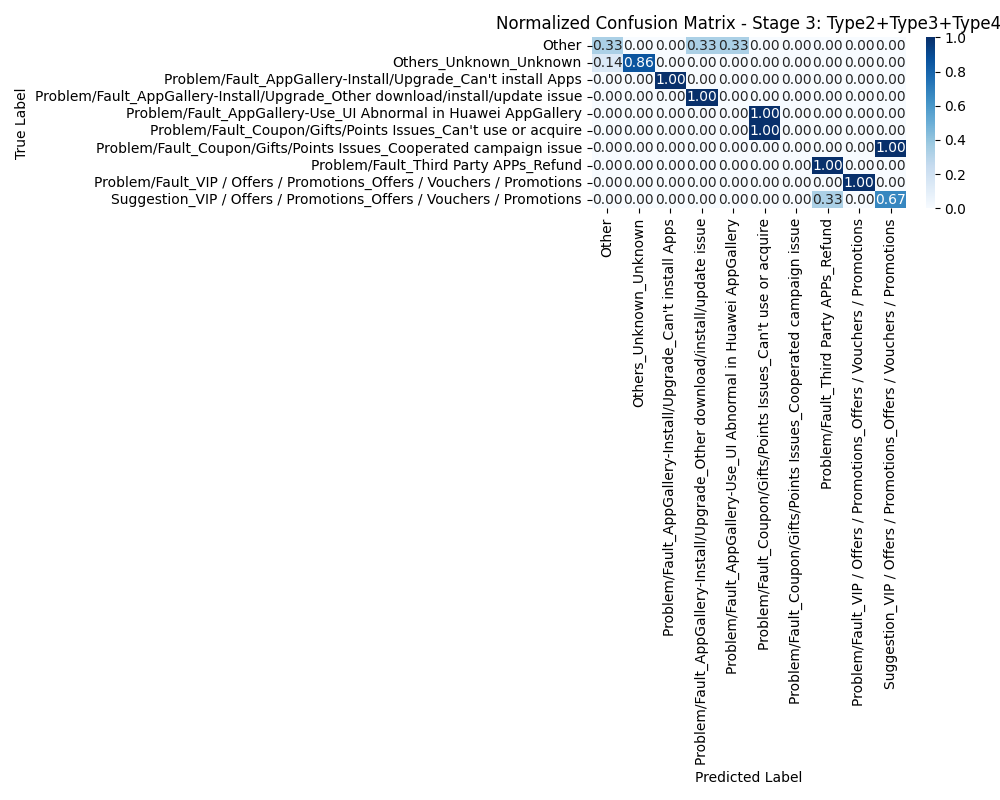 Normalized Confusion Matrix - Stage 3: Type2+Type3+Type4
True Label
Other
Others_Unknown_Unknown
Problem/Fault_AppGallery-Install/Upgrade_Can't install Apps
Problem/Fault_AppGallery-Install/Upgrade_Other download/install/update issue
Problem/Fault_AppGallery-Use_UI Abnormal in Huawei AppGallery
Problem/Fault_Coupon/Gifts/Points Issues_Can't use or acquire
Problem/Fault_Coupon/Gifts/Points Issues_Cooperated campaign issue
Problem/Fault_Third Party APPs_Refund
Problem/Fault_VIP / Offers / Promotions_Offers / Vouchers / Promotions
Suggestion_VIP / Offers / Promotions_Offers / Vouchers / Promotions
0.33 0.00 0.00 0.33 0.33 0.00 0.00 0.00 0.00 0.00
0.14 0.86 0.00 0.00 0.00 0.00 0.00 0.00 0.00 0.00
0.00 0.00 1.00 0.00 0.00 0.00 0.00 0.00 0.00 0.00
0.00 0.00 0.00 1.00 0.00 0.00 0.00 0.00 0.00 0.00
0.00 0.00 0.00 0.00 0.00 1.00 0.00 0.00 0.00 0.00
0.00 0.00 0.00 0.00 0.00 1.00 0.00 0.00 0.00 0.00
0.00 0.00 0.00 0.00 0.00 0.00 0.00 0.00 0.00 1.00
0.00 0.00 0.00 0.00 0.00 0.00 0.00 1.00 0.00 0.00
0.00 0.00 0.00 0.00 0.00 0.00 0.00 0.00 1.00 0.00
0.00 0.00 0.00 0.00 0.00 0.00 0.00 0.33 0.00 0.67
1.0
0.8
0.6
0.4
0.2
0.0
Other
Others_Unknown_Unknown
Problem/Fault_AppGallery-Install/Upgrade_Can't install Apps
Problem/Fault_AppGallery-Install/Upgrade_Other download/install/update issue
Problem/Fault_AppGallery-Use_UI Abnormal in Huawei AppGallery
Problem/Fault_Coupon/Gifts/Points Issues_Can't use or acquire
Problem/Fault_Coupon/Gifts/Points Issues_Cooperated campaign issue
Problem/Fault_Third Party APPs_Refund
Problem/Fault_VIP / Offers / Promotions_Offers / Vouchers / Promotions
Suggestion_VIP / Offers / Promotions_Offers / Vouchers / Promotions
Predicted Label